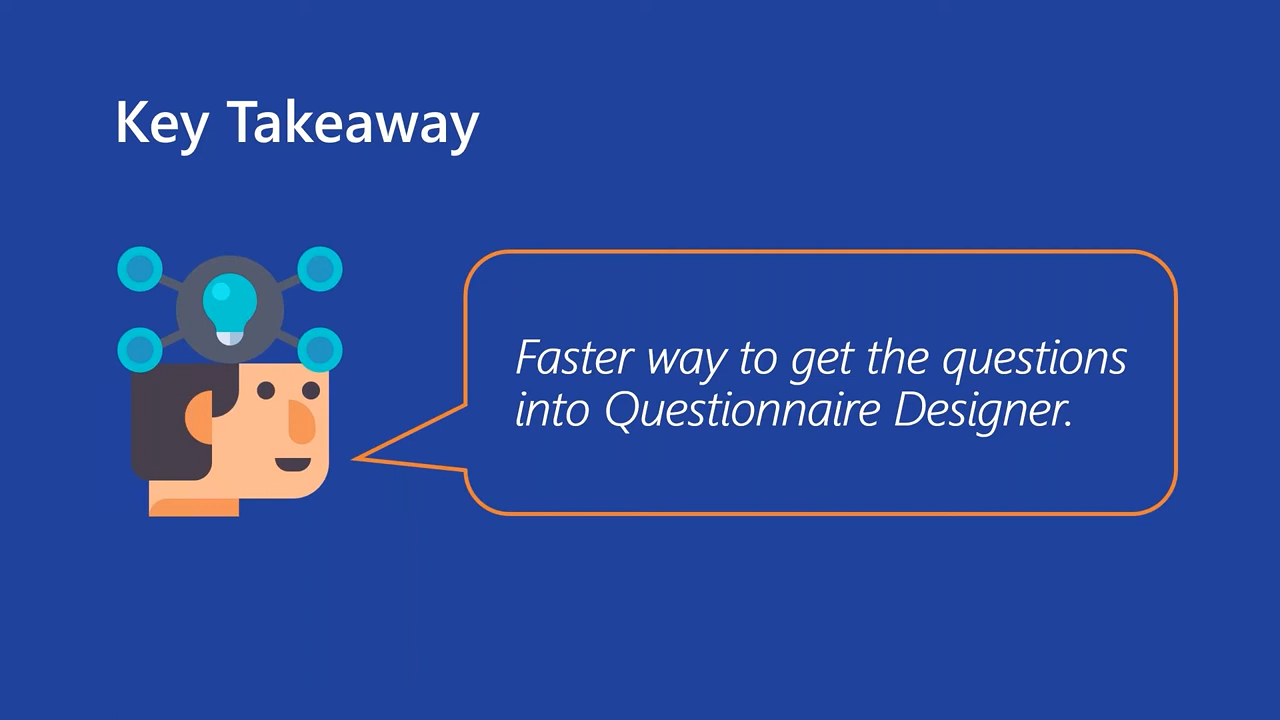 Key Takeaway
Faster way to get the questions
into Questionnaire Designer.